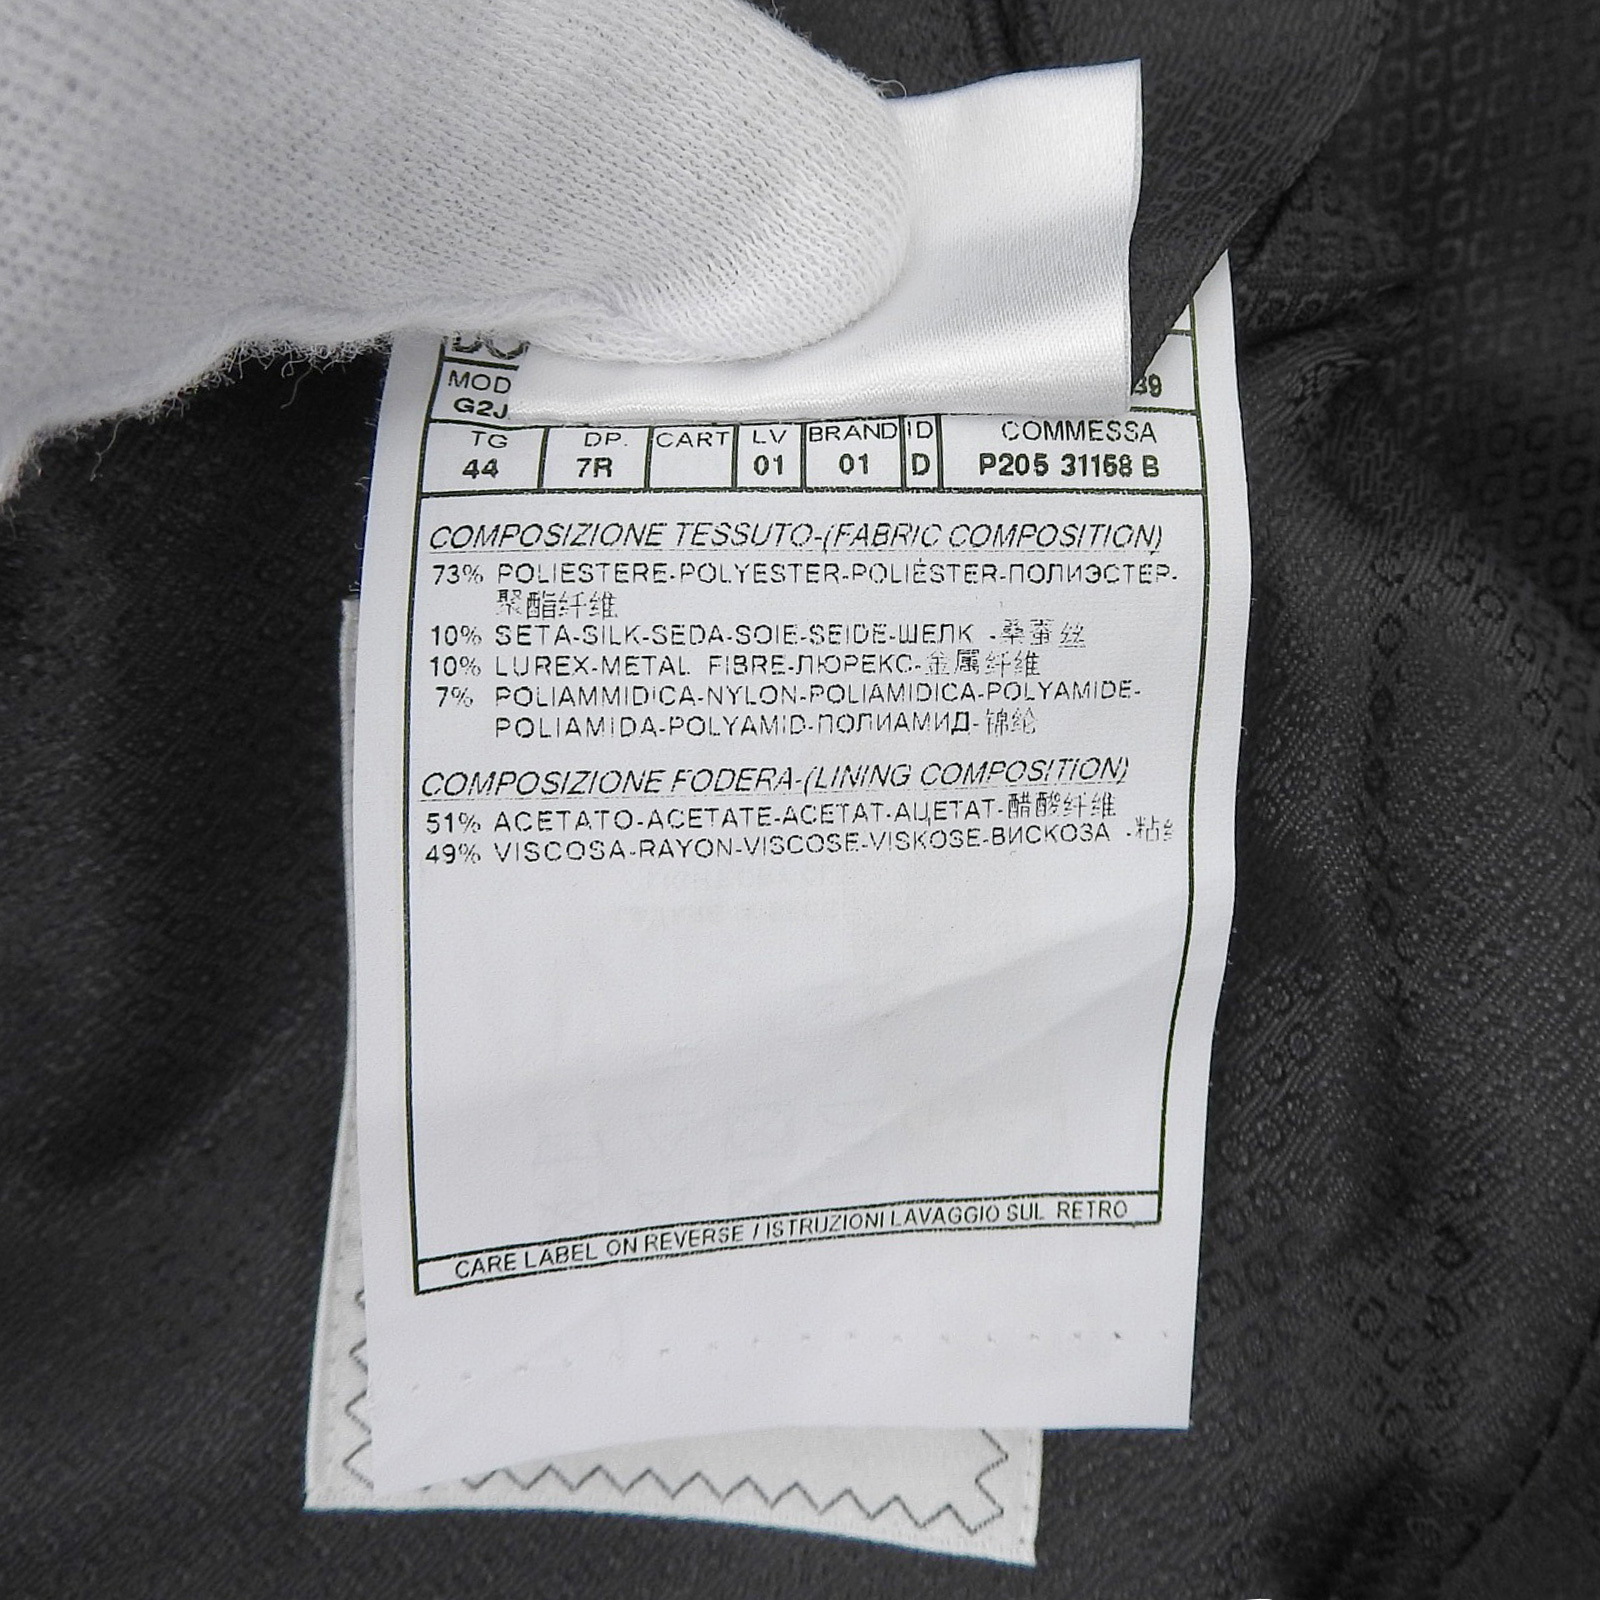 MOD
G2J 39
TG DP. CART LV BRAND ID COMMESSA
44 7R 01 01 D P205 31158 B
COMPOSIZIONE TESSUTO-(FABRIC COMPOSITION)
73% POLIESTERE-POLYESTER-POLIÉSTER-ПОЛИЭСТЕР-
聚酯纤维
10% SETA-SILK-SEDA-SOIE-SEIDE-ШЕЛК -桑蚕丝
10% LUREX-METAL FIBRE-ЛЮРЕКС-金属纤维
7% POLIAMMIDICA-NYLON-POLIAMIDICA-POLYAMIDE-
POLIAMIDA-POLYAMID-ПОЛИАМИД-锦纶
COMPOSIZIONE FODERA-(LINING COMPOSITION)
51% ACETATO-ACETATE-ACETAT-АЦЕТАТ-醋酸纤维
49% VISCOSA-RAYON-VISCOSE-VISKOSE-ВИСКОЗА -粘
CARE LABEL ON REVERSE / ISTRUZIONI LAVAGGIO SUL RETRO